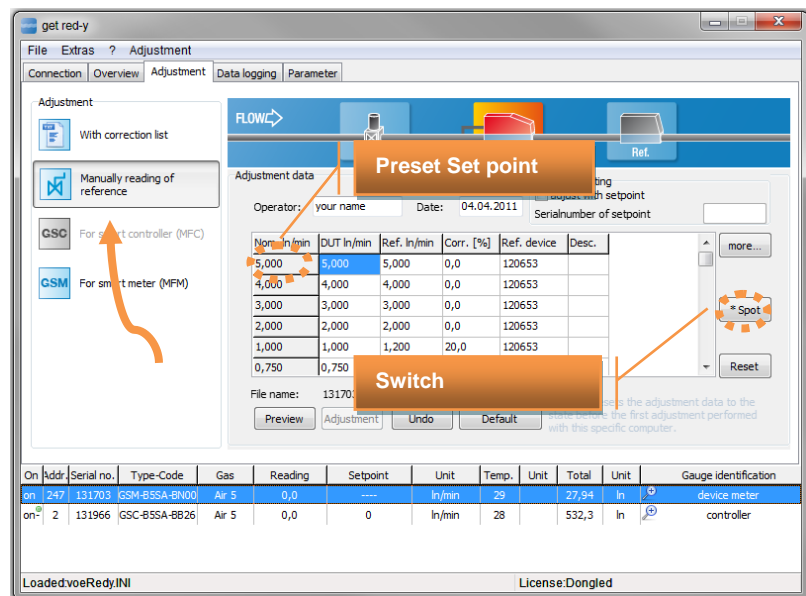 get red-y
File Extras ? Adjustment
Connection Overview Adjustment Data logging Parameter
Adjustment
With correction list
Manually reading of
reference
GSC For smart controller (MFC)
GSM For smart meter (MFM)
FLOW
Ref.
Preset Set point
Adjustment data
adjust with setpoint
Operator: your name Date: 04.04.2011 Serialnumber of setpoint
Nom. ln/min DUT ln/min Ref. ln/min Corr. [%] Ref. device Desc.
5,000 5,000 5,000 0,0 120653
4,000 4,000 4,000 0,0 120653
3,000 3,000 3,000 0,0 120653
2,000 2,000 2,000 0,0 120653
1,000 1,000 1,200 20,0 120653
0,750 0,750
more...
* Spot
Reset
Switch
File name: 131703
the adjustment data to the
state before the first adjustment performed
with this specific computer.
Preview Adjustment Undo Default
On Addr. Serial no. Type-Code Gas Reading Setpoint Unit Temp. Unit Total Unit Gauge identification
on 247 131703 GSM-B5SA-BN00 Air 5 0,0 ---- ln/min 29 27,94 ln device meter
on- 2 131966 GSC-B5SA-BB26 Air 5 0,0 0 ln/min 28 532,3 ln controller
Loaded:voeRedy.INI License:Dongled